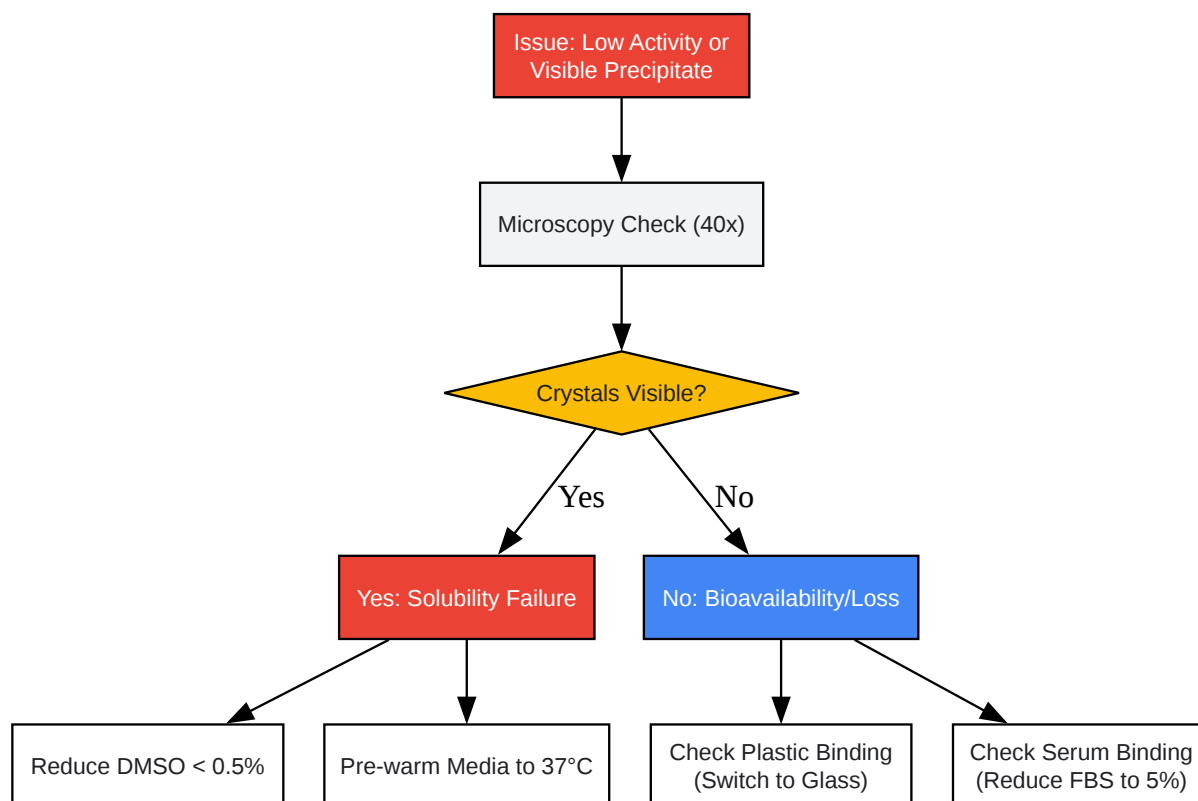 Issue: Low Activity or
Visible Precipitate
Microscopy Check (40x)
Crystals Visible?
Yes
No
Yes: Solubility Failure
No: Bioavailability/Loss
Reduce DMSO < 0.5%
Pre-warm Media to 37°C
Check Plastic Binding
(Switch to Glass)
Check Serum Binding
(Reduce FBS to 5%)